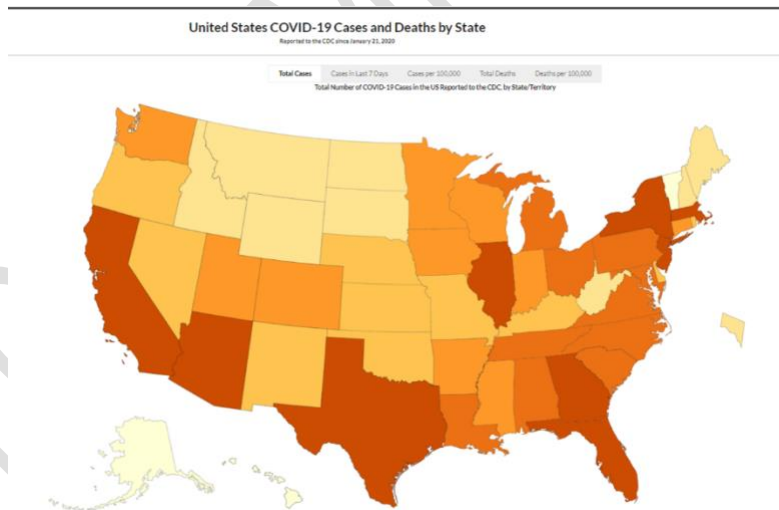 United States COVID-19 Cases and Deaths by State
Reported to the CDC since January 21, 2020
Total Cases Cases in Last 7 Days Cases per 100,000 Total Deaths Deaths per 100,000
Total Number of COVID-19 Cases in the US Reported to the CDC, by State/Territory